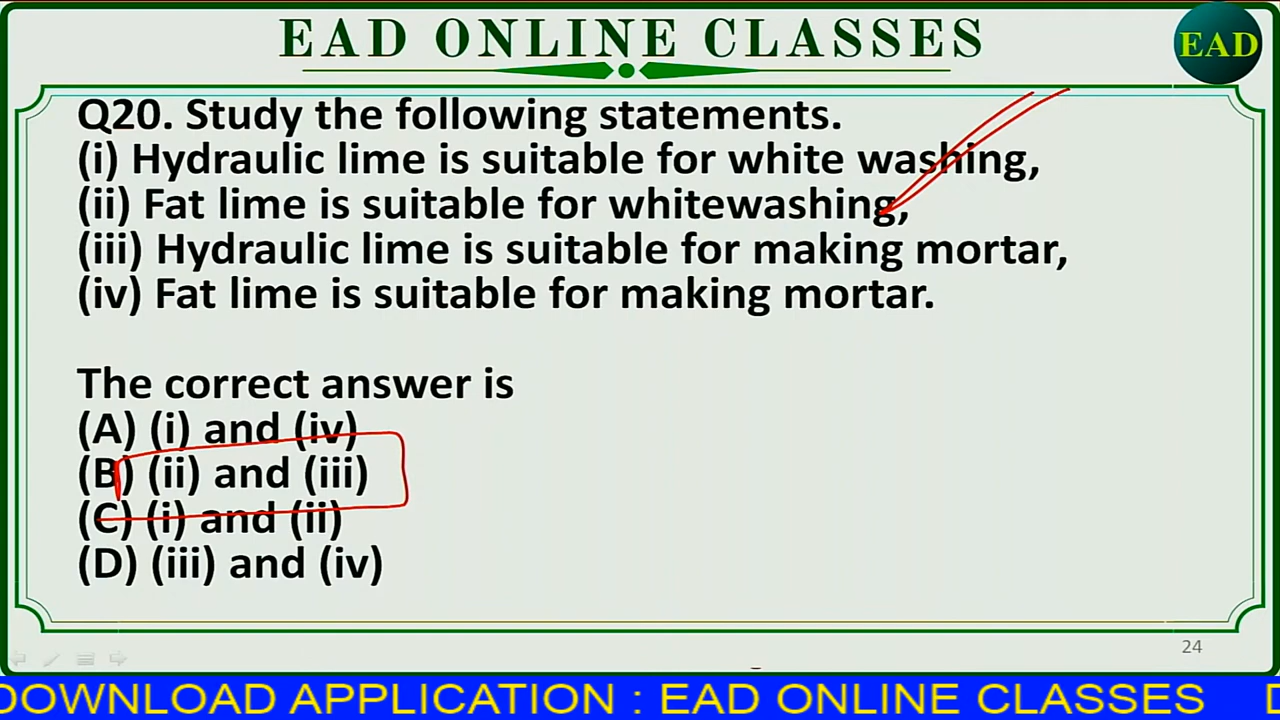 EAD ONLINE CLASSES
EAD
Q20. Study the following statements.
(i) Hydraulic lime is suitable for white washing,
(ii) Fat lime is suitable for whitewashing,
(iii) Hydraulic lime is suitable for making mortar,
(iv) Fat lime is suitable for making mortar.
The correct answer is
(A) (i) and (iv)
(B) (ii) and (iii)
(C) (i) and (ii)
(D) (iii) and (iv)
24
DOWNLOAD APPLICATION : EAD ONLINE CLASSES